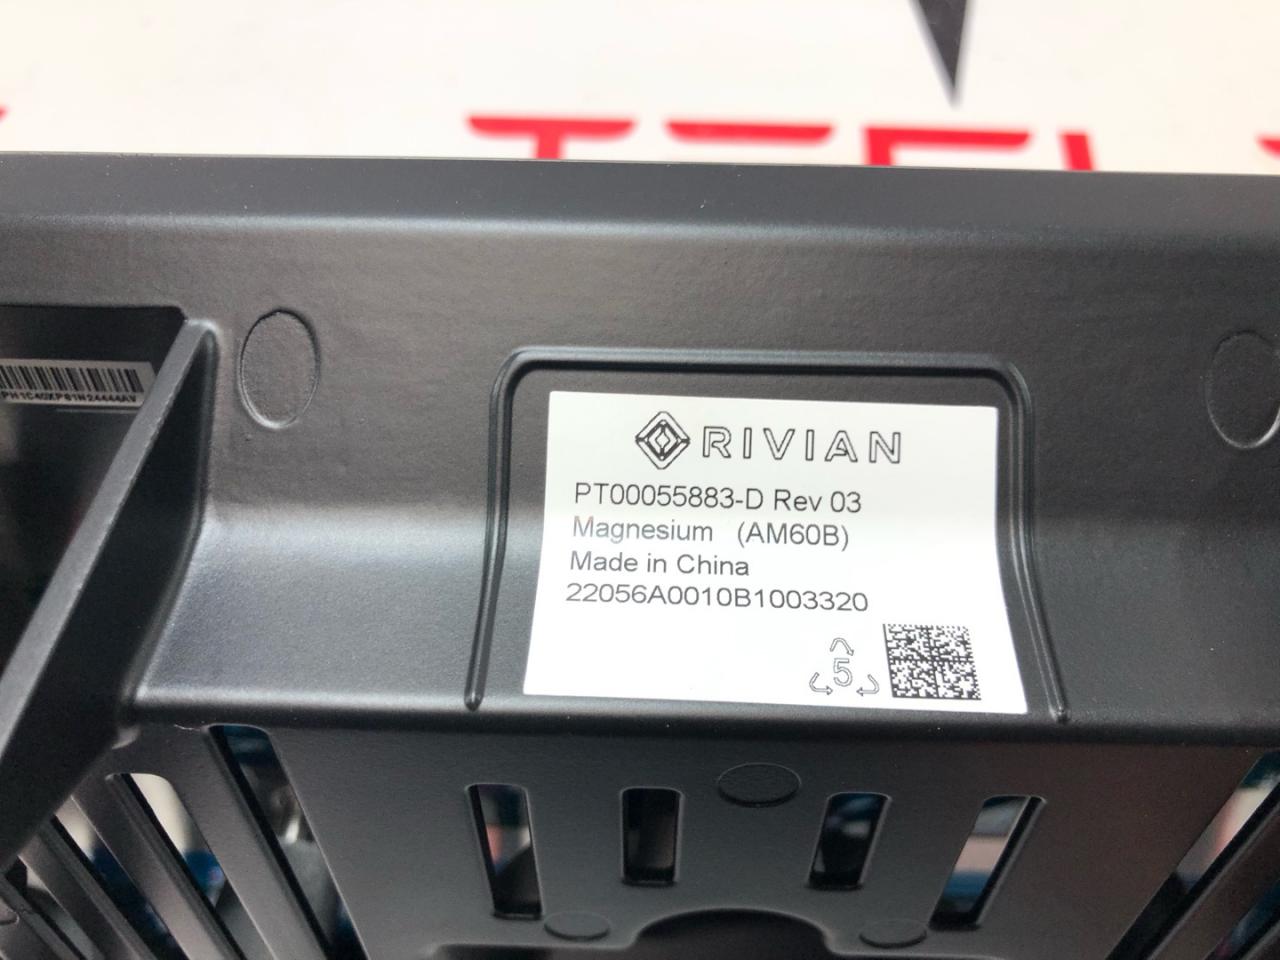 RIVIAN
PT00055883-D Rev 03
Magnesium (AM60B)
Made in China
22056A0010B1003320
5